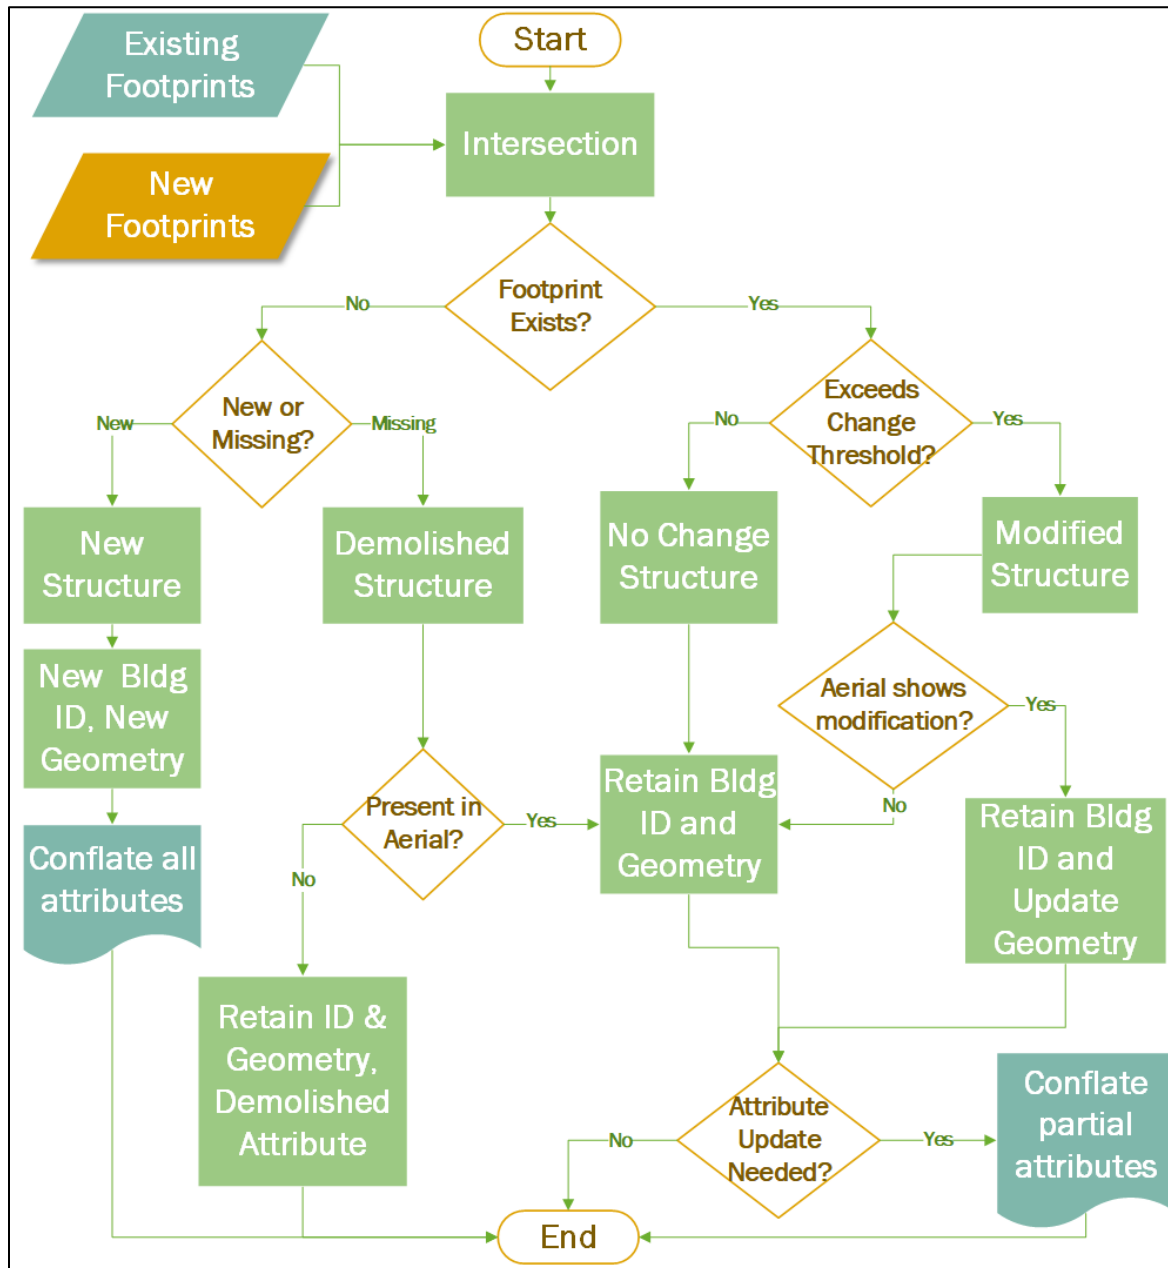 Existing
Footprints
Start
Intersection
New
Footprints
Footprint
Exists?
No
Yes
New or
Missing?
New
Missing
Exceeds
Change
Threshold?
No
Yes
New
Structure
Demolished
Structure
No Change
Structure
Modified
Structure
New Bldg
ID, New
Geometry
Aerial shows
modification?
Yes
No
Present in
Aerial?
Yes
No
Retain Bldg
ID and
Geometry
Retain Bldg
ID and
Update
Geometry
Conflate all
attributes
Retain ID &
Geometry,
Demolished
Attribute
Attribute
Update
Needed?
No
Yes
Conflate
partial
attributes
End